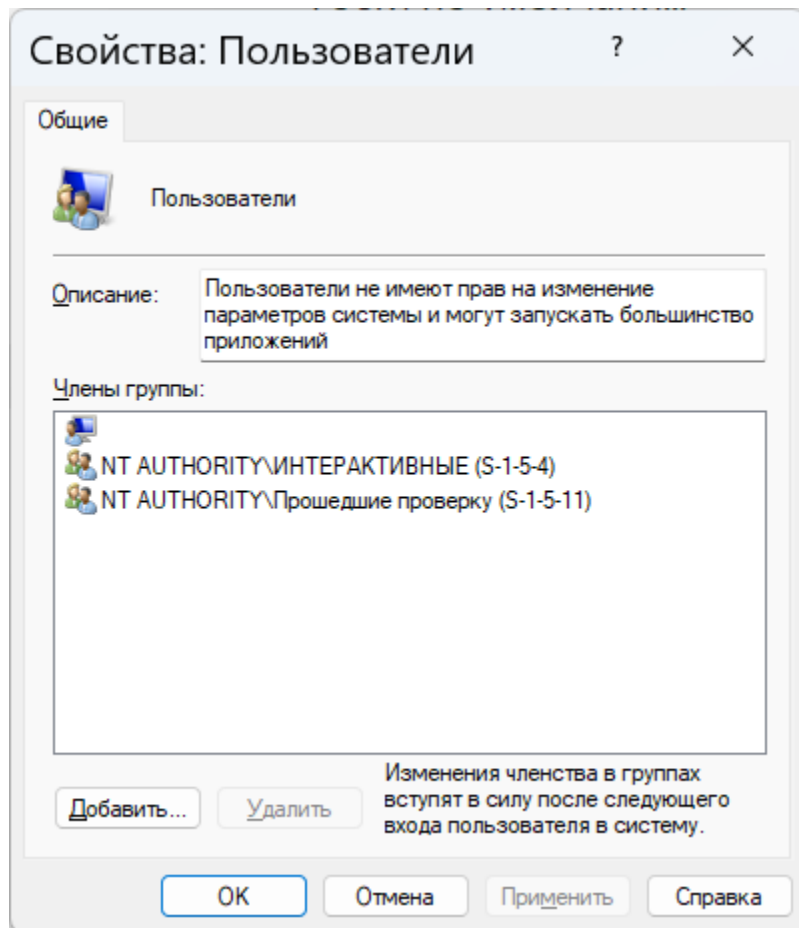 Свойства: Пользователи
?
Общие
Пользователи
Описание:
Пользователи не имеют прав на изменение
параметров системы и могут запускать большинство
приложений
Члены группы:
NT AUTHORITY\ИНТЕРАКТИВНЫЕ (S-1-5-4)
NT AUTHORITY\Прошедшие проверку (S-1-5-11)
Изменения членства в группах
вступят в силу после следующего
входа пользователя в систему.
Добавить...
Удалить
OK
Отмена
Применить
Справка